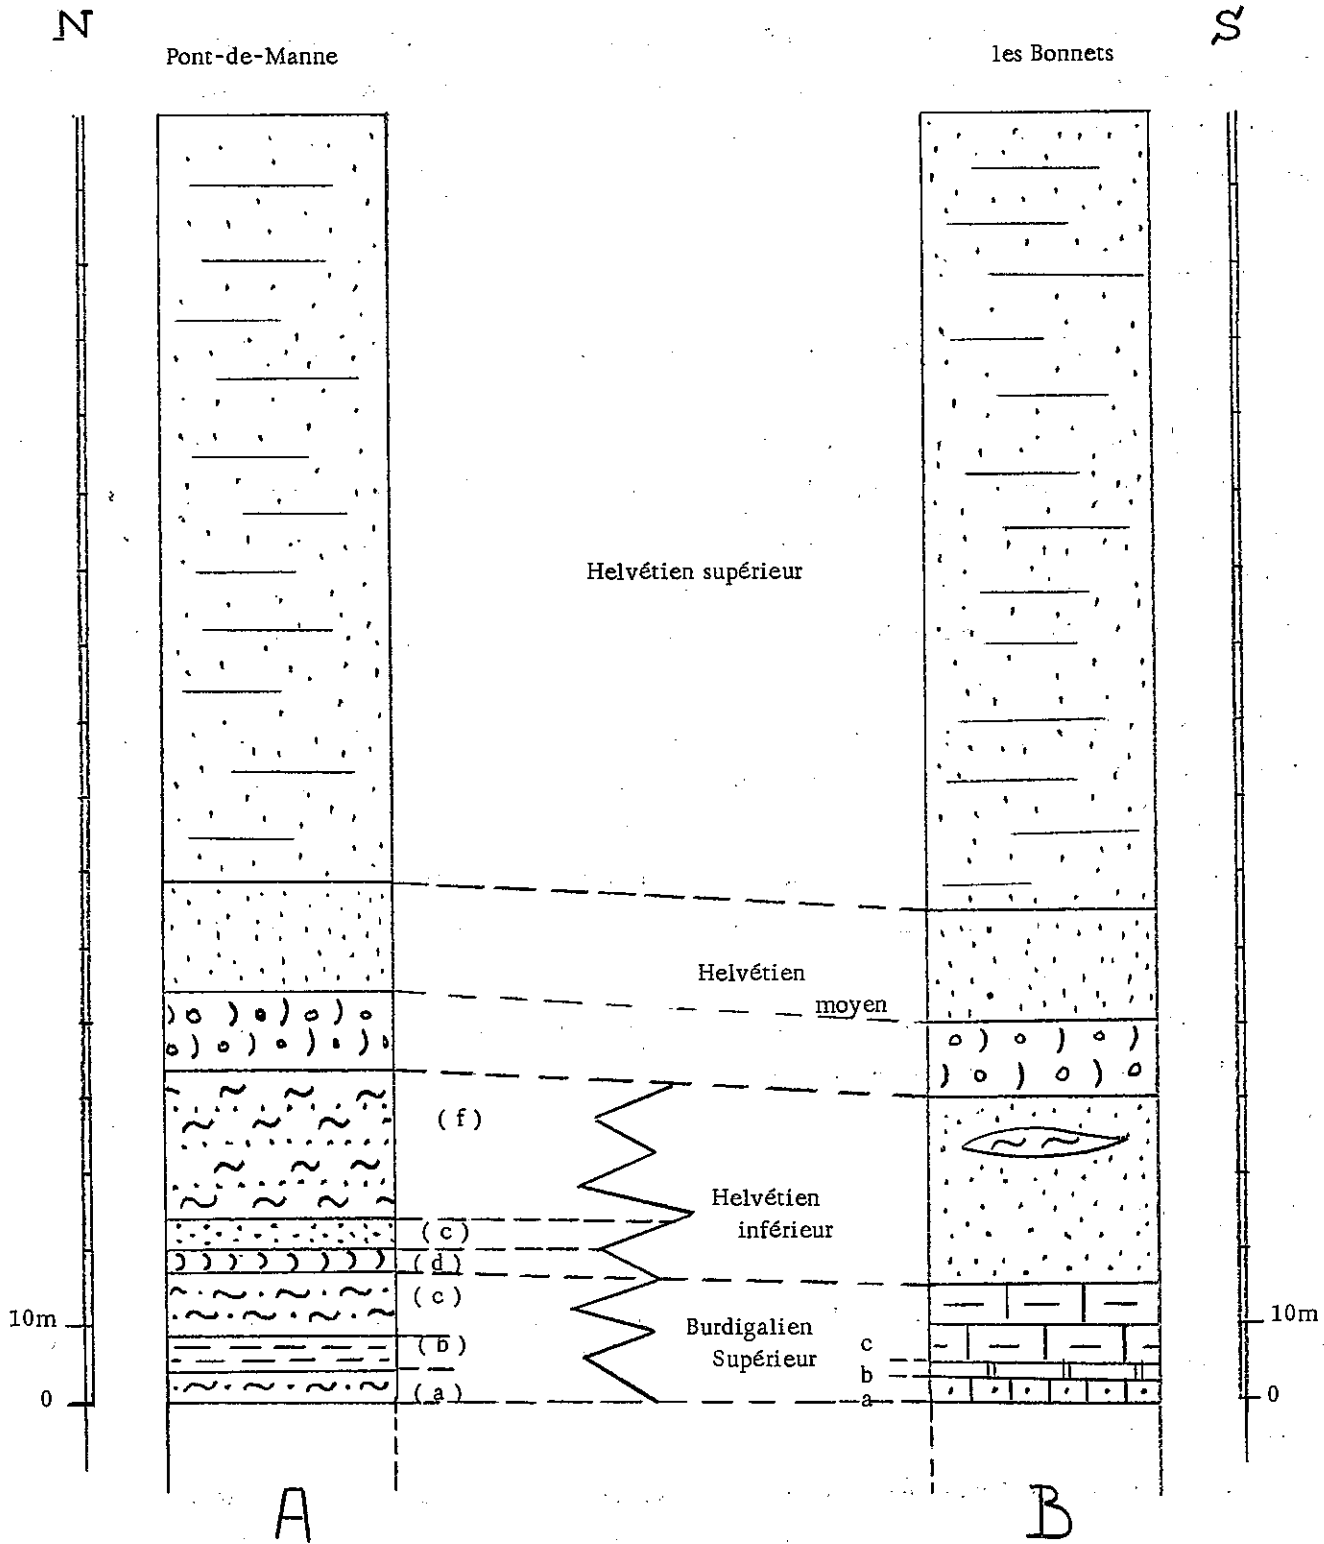 N
S
Pont-de-Manne
les Bonnets
Helvétien supérieur
Helvétien
moyen
(f)
Helvétien
inférieur
(c)
(d)
(c)
10m
10m
Burdigalien
Supérieur
(b)
c
b
(a)
a
0
0
A
B